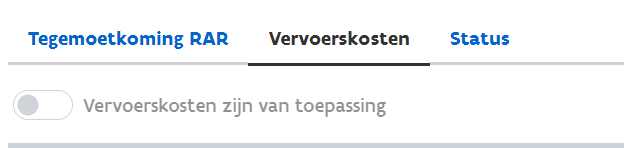 Tegemoetkoming RAR Vervoerskosten Status
Vervoerskosten zijn van toepassing